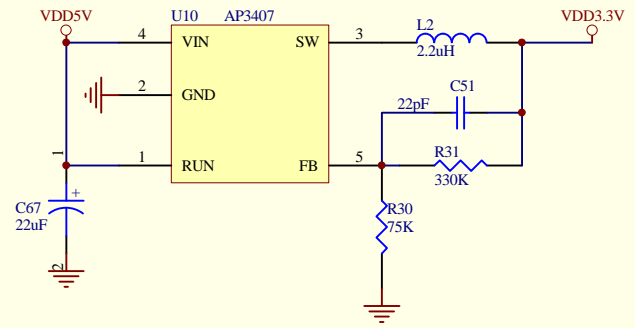 VDD5V
U10 AP3407
L2
VDD3.3V
4 VIN SW 3
2.2uH
2 GND
C51
22pF
1
1 RUN FB 5
R31
330K
+
C67
22uF
R30
75K
2